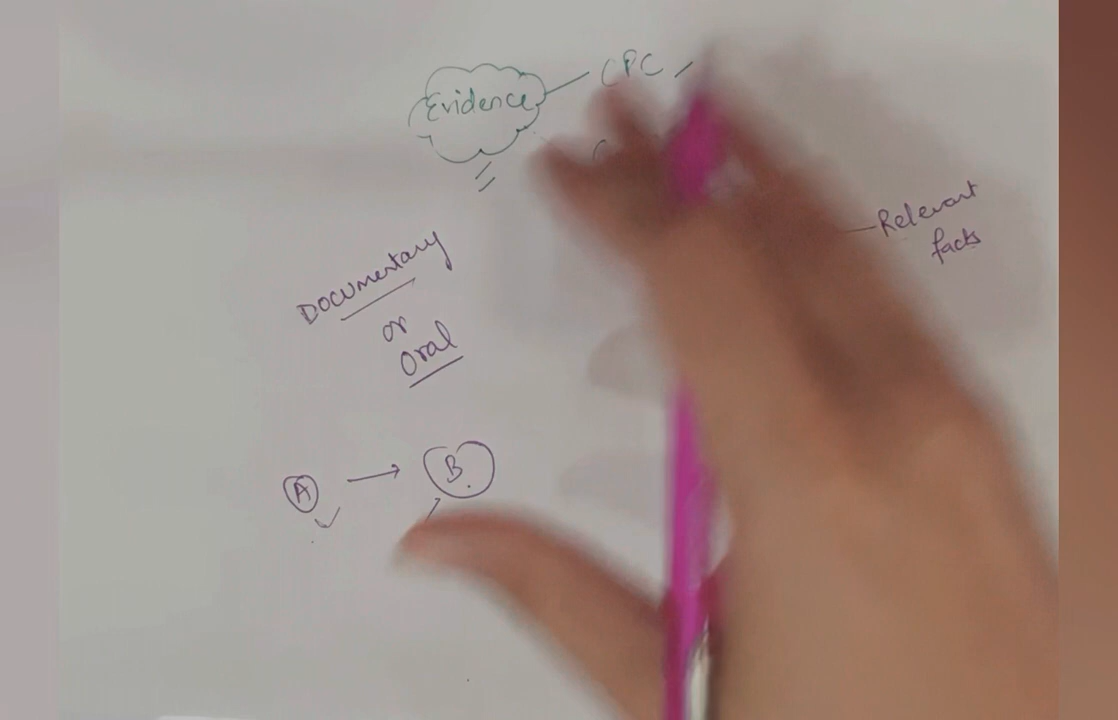 Evidence
CPC
Relevant
facts
Documentary
or
Oral
A
B